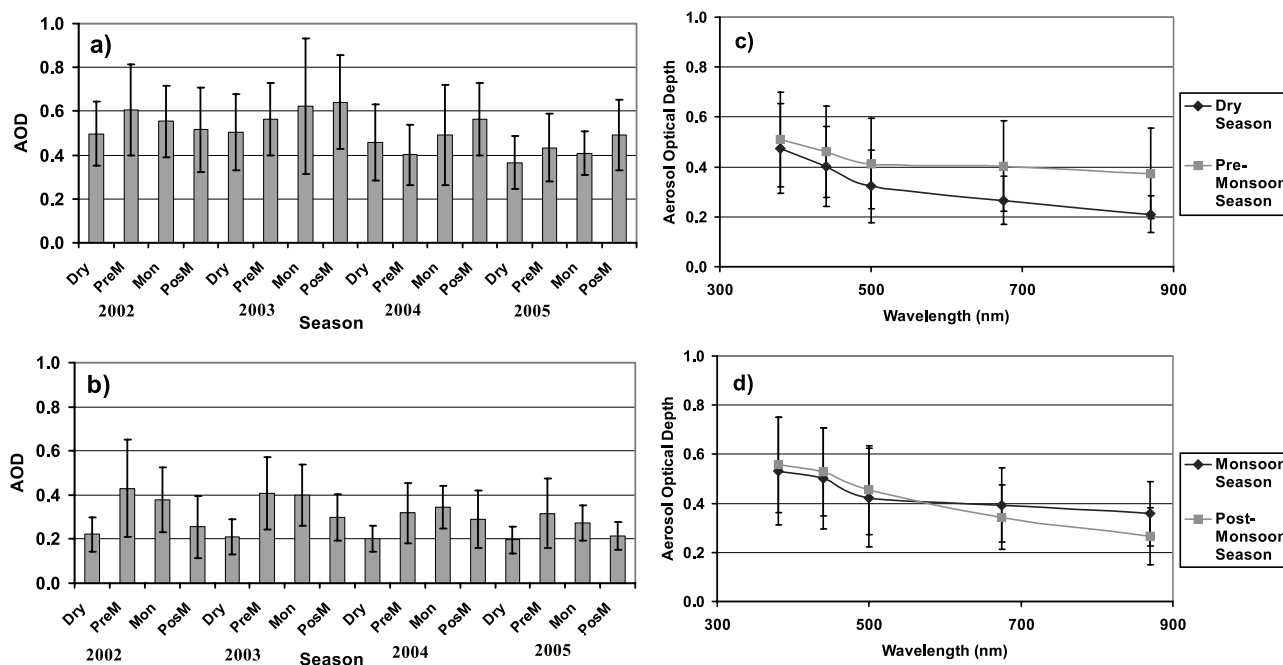 a)
AOD
1.0
0.8
0.6
0.4
0.2
0.0
Dry
PreM
Mon
PosM
Dry
PreM
Mon
PosM
Dry
PreM
Mon
PosM
Dry
PreM
Mon
PosM
2002
2003
2004
2005
Season
c)
Aerosol Optical Depth
1.0
0.8
0.6
0.4
0.2
0.0
300
500
700
900
Wavelength (nm)
Dry
Season
Pre-
Monsoon
Season
b)
AOD
1.0
0.8
0.6
0.4
0.2
0.0
Dry
PreM
Mon
PosM
Dry
PreM
Mon
PosM
Dry
PreM
Mon
PosM
Dry
PreM
Mon
PosM
2002
2003
2004
2005
Season
d)
Aerosol Optical Depth
1.0
0.8
0.6
0.4
0.2
0.0
300
500
700
900
Wavelength (nm)
Monsoon
Season
Post-
Monsoon
Season